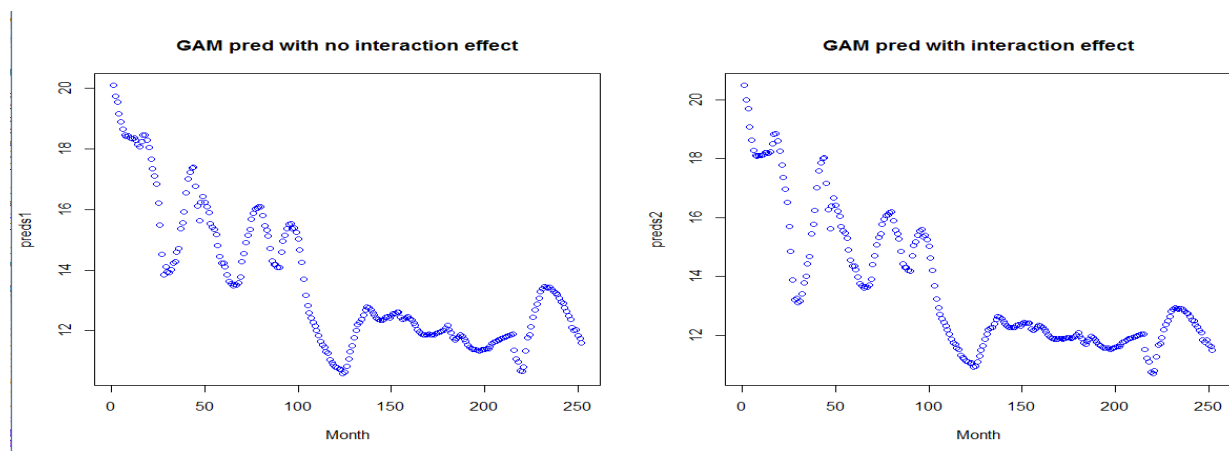 GAM pred with no interaction effect
preds1
20
18
16
14
12
0 50 100 150 200 250
Month
GAM pred with interaction effect
preds2
20
18
16
14
12
0 50 100 150 200 250
Month